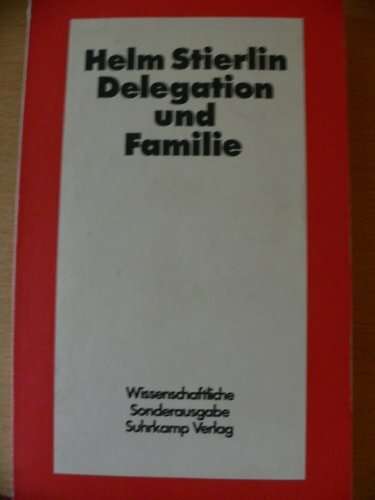 Helm Stierlin
Delegation
und
Familie
Wissenschaftliche
Sonderausgabe
Suhrkamp Verlag